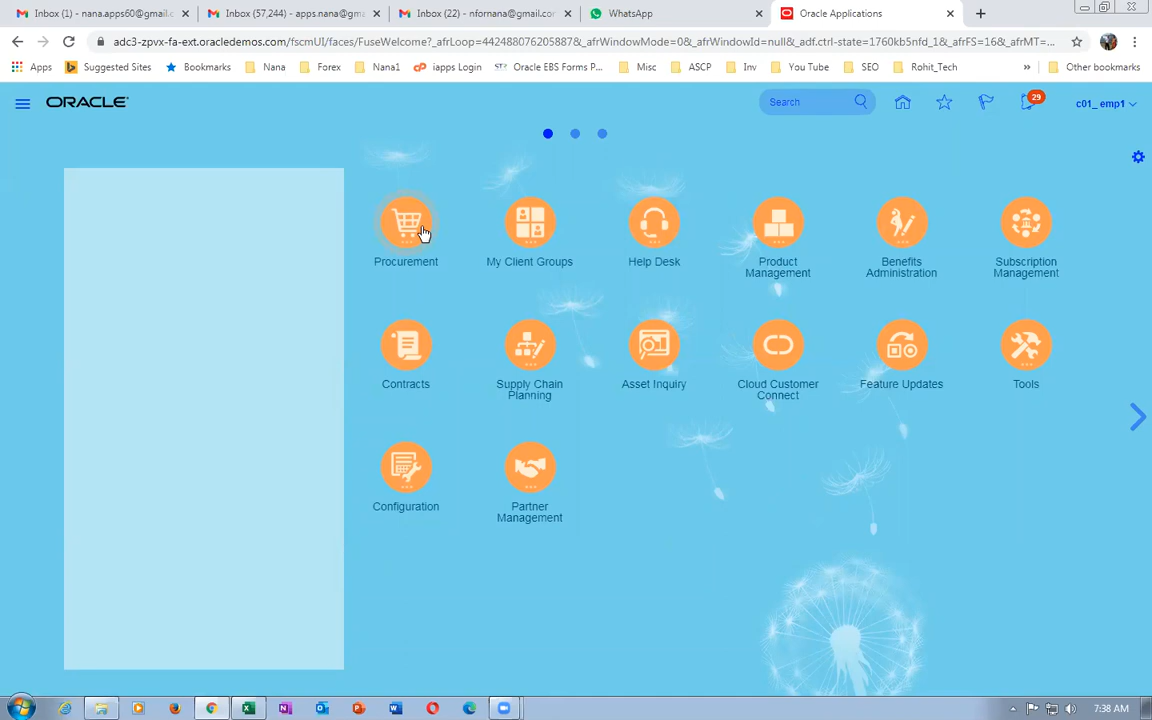 Inbox (1) - nana.apps60@gmail.c
Inbox (57,244) - apps.nana@gma
Inbox (22) - nfornana@gmail.com
WhatsApp
Oracle Applications
adc3-zpvx-fa-ext.oracledemos.com/fscmUI/faces/FuseWelcome?_afrLoop=442488076205887&_afrWindowMode=0&_afrWindowId=null&_adf.ctrl-state=1760kb5nfd_1&_afrFS=16&_afrMT=...
Apps
Suggested Sites
Bookmarks
Nana
Forex
Nana1
iapps Login
Oracle EBS Forms P...
Misc
ASCP
Inv
You Tube
SEO
Rohit_Tech
»
Other bookmarks
ORACLE
Search
29
c01_ emp1
Procurement
My Client Groups
Help Desk
Product
Management
Benefits
Administration
Subscription
Management
Contracts
Supply Chain
Planning
Asset Inquiry
Cloud Customer
Connect
Feature Updates
Tools
Configuration
Partner
Management
7:38 AM